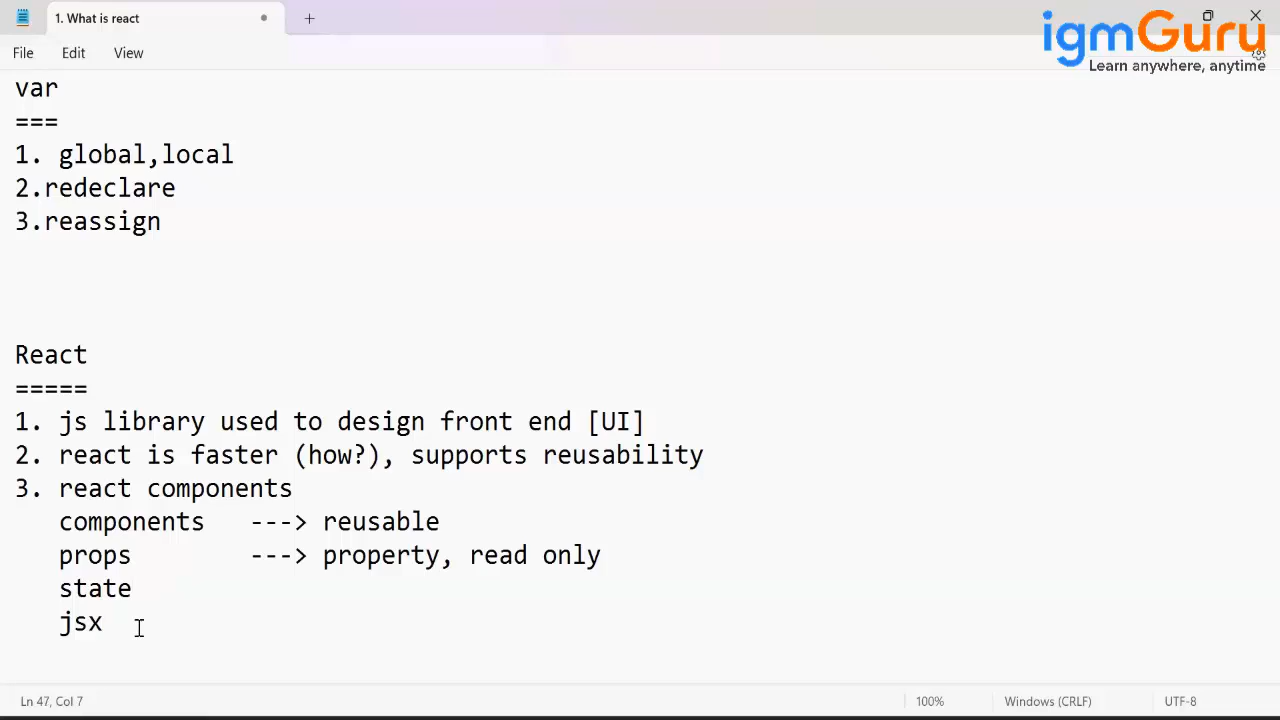 1. What is react
igmGuru
Learn anywhere, anytime
File Edit View
var
===
1. global,local
2.redeclare
3.reassign
React
=====
1. js library used to design front end [UI]
2. react is faster (how?), supports reusability
3. react components
components ---> reusable
props ---> property, read only
state
jsx
Ln 47, Col 7 100% Windows (CRLF) UTF-8